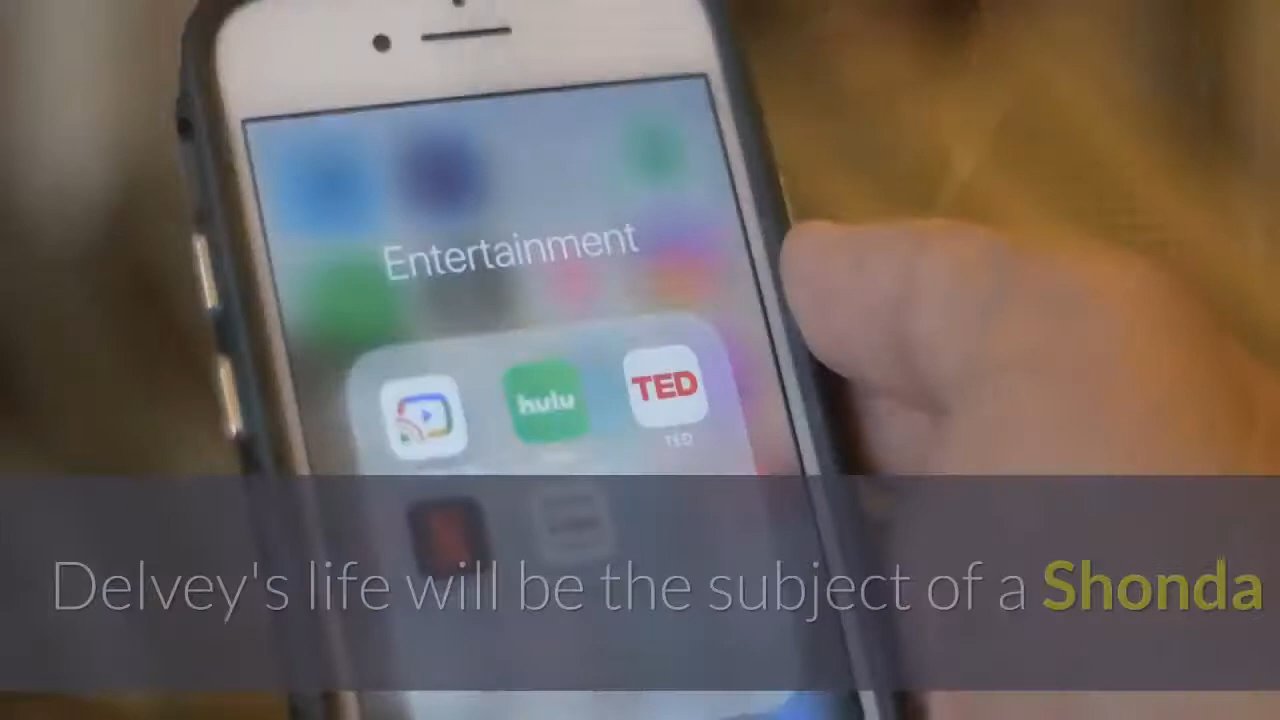 Entertainment
hulu
TED
TED
Delvey's life will be the subject of a Shonda